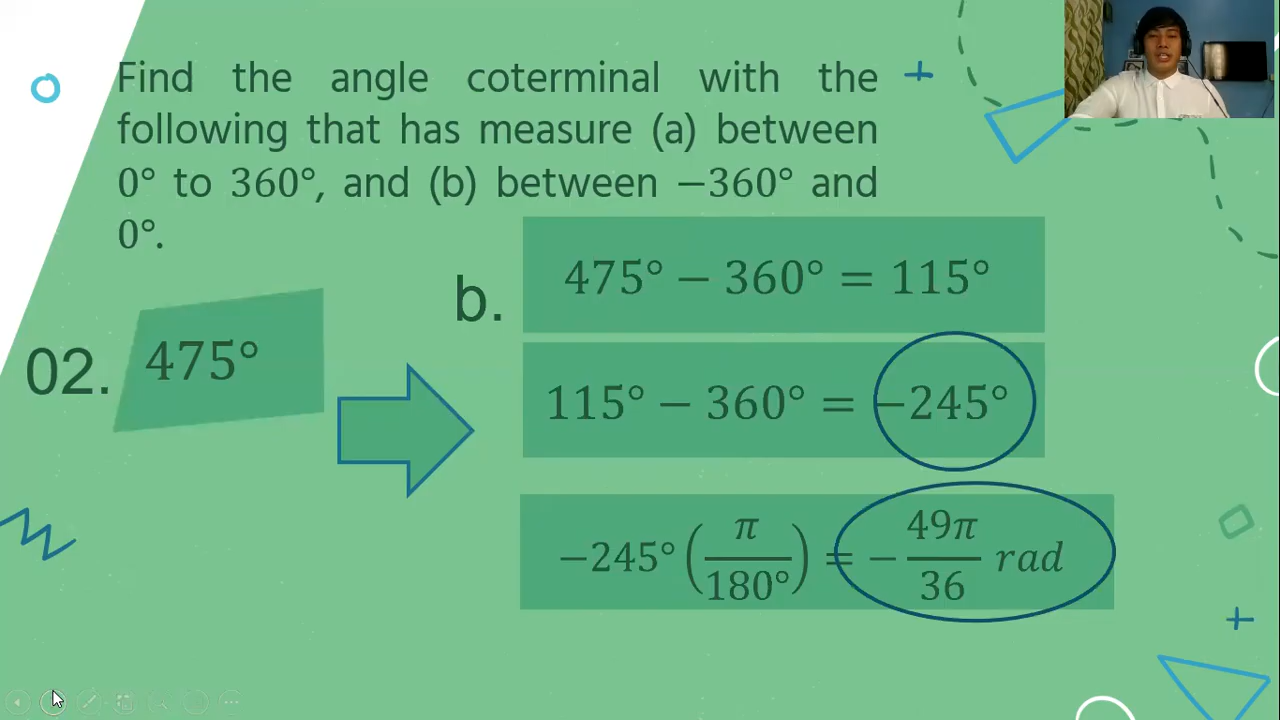 Find the angle coterminal with the
following that has measure (a) between
0° to 360°, and (b) between −360° and
0°.
02. 475°
b. 475° − 360° = 115°
115° − 360° = −245°
−245° (π/180°) = − 49π/36 rad